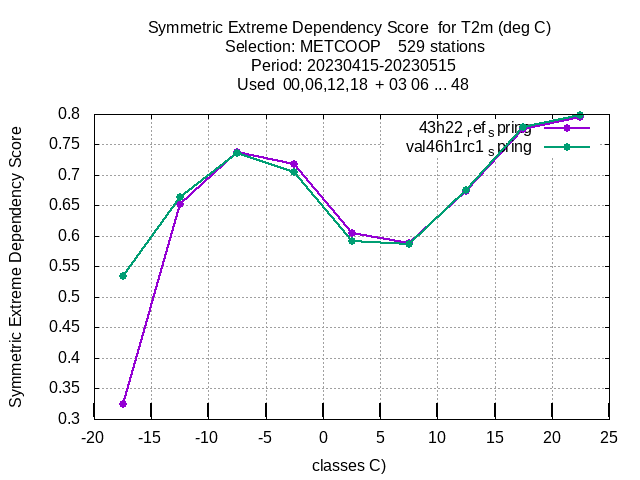 Symmetric Extreme Dependency Score for T2m (deg C)
Selection: METCOOP 529 stations
Period: 20230415-20230515
Used 00,06,12,18 + 03 06 ... 48
43h22ref spring
val46h1rc1spring
Symmetric Extreme Dependency Score
0.8
0.75
0.7
0.65
0.6
0.55
0.5
0.45
0.4
0.35
0.3
-20 -15 -10 -5 0 5 10 15 20 25
classes C)